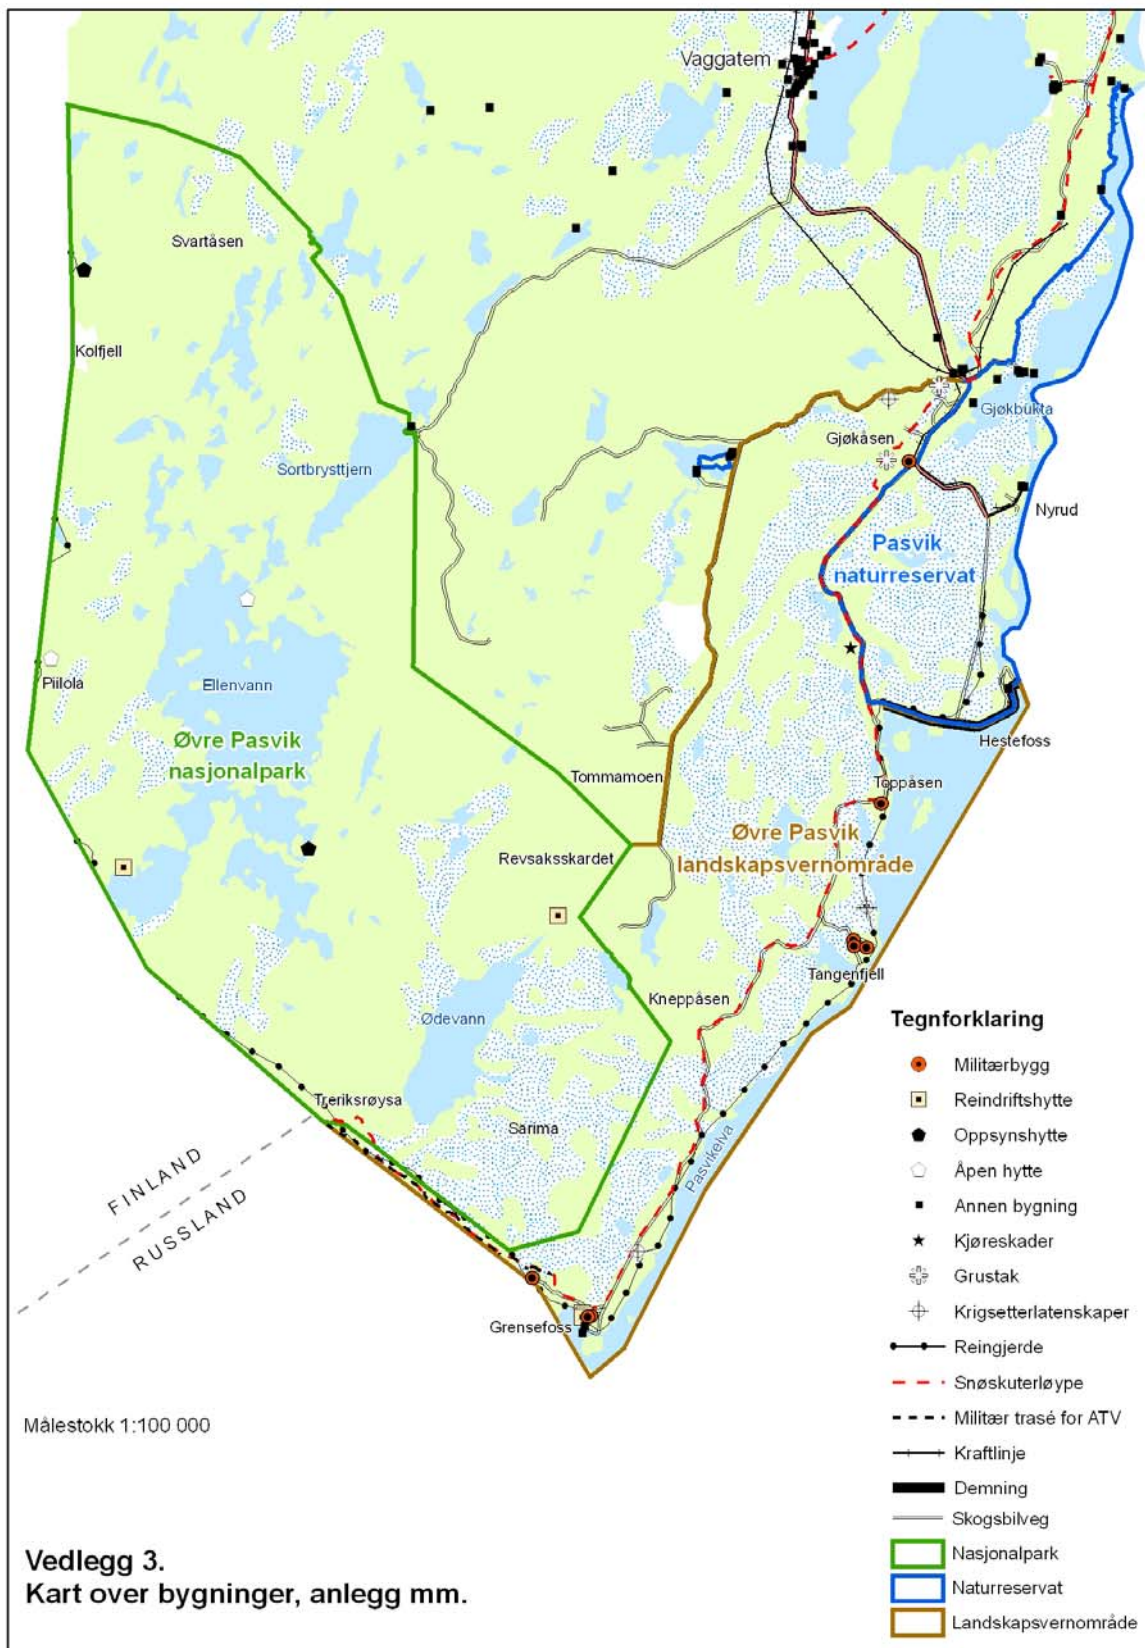 Vaggatem
Svartåsen
Kolfjell
Gjøkbukta
Gjøkåsen
Sortbrysttjern
Nyrud
Pasvik
naturreservat
Piilola
Ellenvann
Øvre Pasvik
nasjonalpark
Hestefoss
Tommamoen
Toppåsen
Øvre Pasvik
landskapsvernområde
Revsaksskardet
Tangenfjell
Kneppåsen
Ødevann
Treriksrøysa
Sarima
Pasvikelva
FINLAND
RUSSLAND
Grensefoss
Tegnforklaring
Militærbygg
Reindriftshytte
Oppsynshytte
Åpen hytte
Annen bygning
Kjøreskader
Grustak
Krigsetterlatenskaper
Reingjerde
Snøskuterløype
Militær trasé for ATV
Kraftlinje
Demning
Skogsbilveg
Nasjonalpark
Naturreservat
Landskapsvernområde
Målestokk 1:100 000
Vedlegg 3.
Kart over bygninger, anlegg mm.